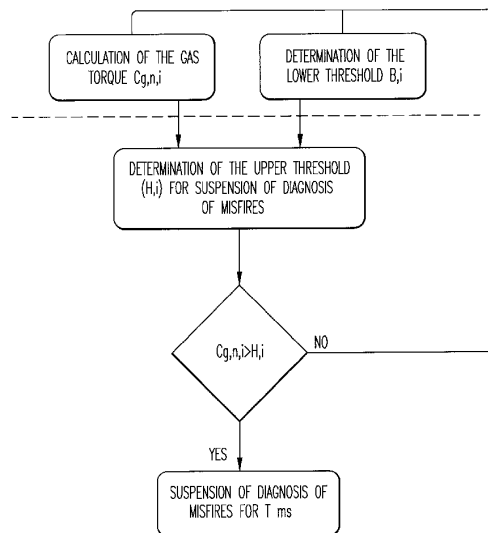 CALCULATION OF THE GAS
TORQUE Cg,n,i
DETERMINATION OF THE
LOWER THRESHOLD B,i
DETERMINATION OF THE UPPER THRESHOLD
(H,i) FOR SUSPENSION OF DIAGNOSIS
OF MISFIRES
Cg,n,i>H,i
NO
YES
SUSPENSION OF DIAGNOSIS OF
MISFIRES FOR T ms